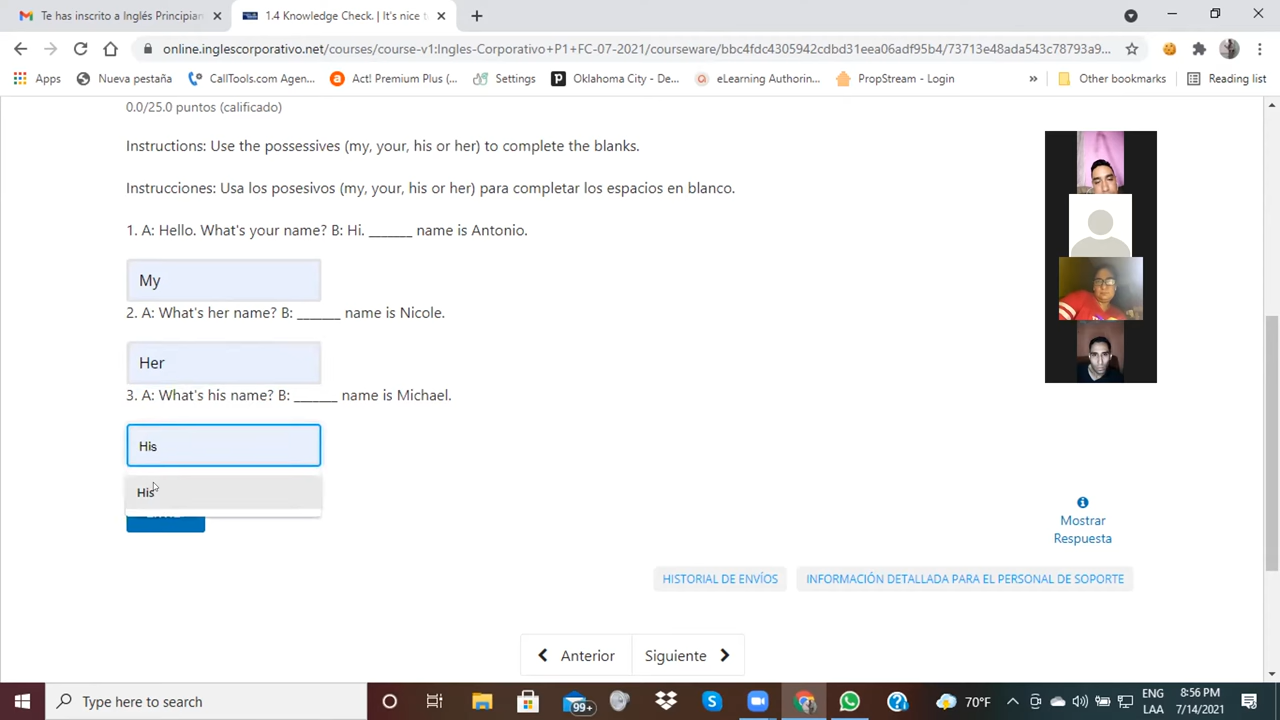 Te has inscrito a Inglés Principian
1.4 Knowledge Check. | It's nice t
online.inglescorporativo.net/courses/course-v1:Ingles-Corporativo+P1+FC-07-2021/courseware/bbc4fdc4305942cdbd31eea06adf95b4/73713e48ada543c78793a9...
Apps
Nueva pestaña
CallTools.com Agen...
Act! Premium Plus (...
Settings
Oklahoma City - De...
eLearning Authorin...
PropStream - Login
»
Other bookmarks
Reading list
0.0/25.0 puntos (calificado)
Instructions: Use the possessives (my, your, his or her) to complete the blanks.
Instrucciones: Usa los posesivos (my, your, his or her) para completar los espacios en blanco.
1. A: Hello. What's your name? B: Hi. _______ name is Antonio.
My
2. A: What's her name? B: _______ name is Nicole.
Her
3. A: What's his name? B: _______ name is Michael.
His
His
Mostrar
Respuesta
HISTORIAL DE ENVÍOS
INFORMACIÓN DETALLADA PARA EL PERSONAL DE SOPORTE
Anterior
Siguiente
Type here to search
99+
70°F
ENG
LAA
8:56 PM
7/14/2021